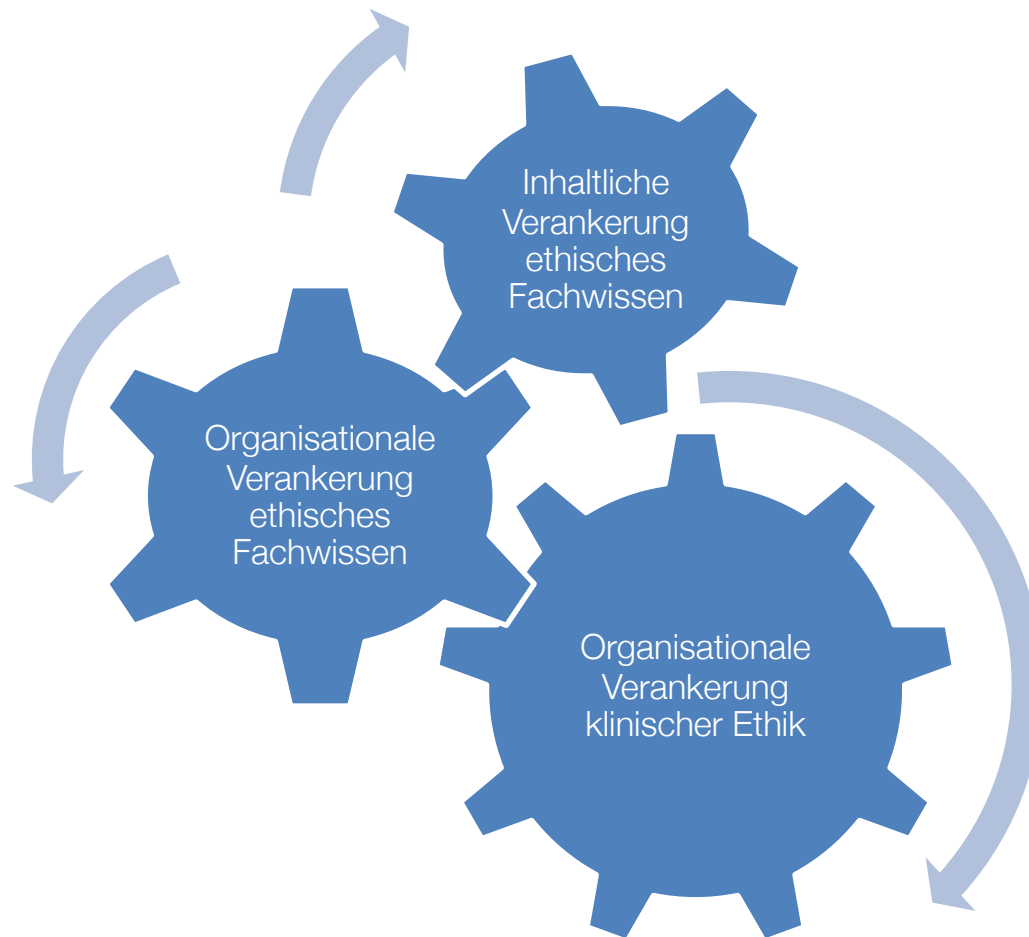 Inhaltliche
Verankerung
ethisches
Fachwissen
Organisationale
Verankerung
ethisches
Fachwissen
Organisationale
Verankerung
klinischer Ethik